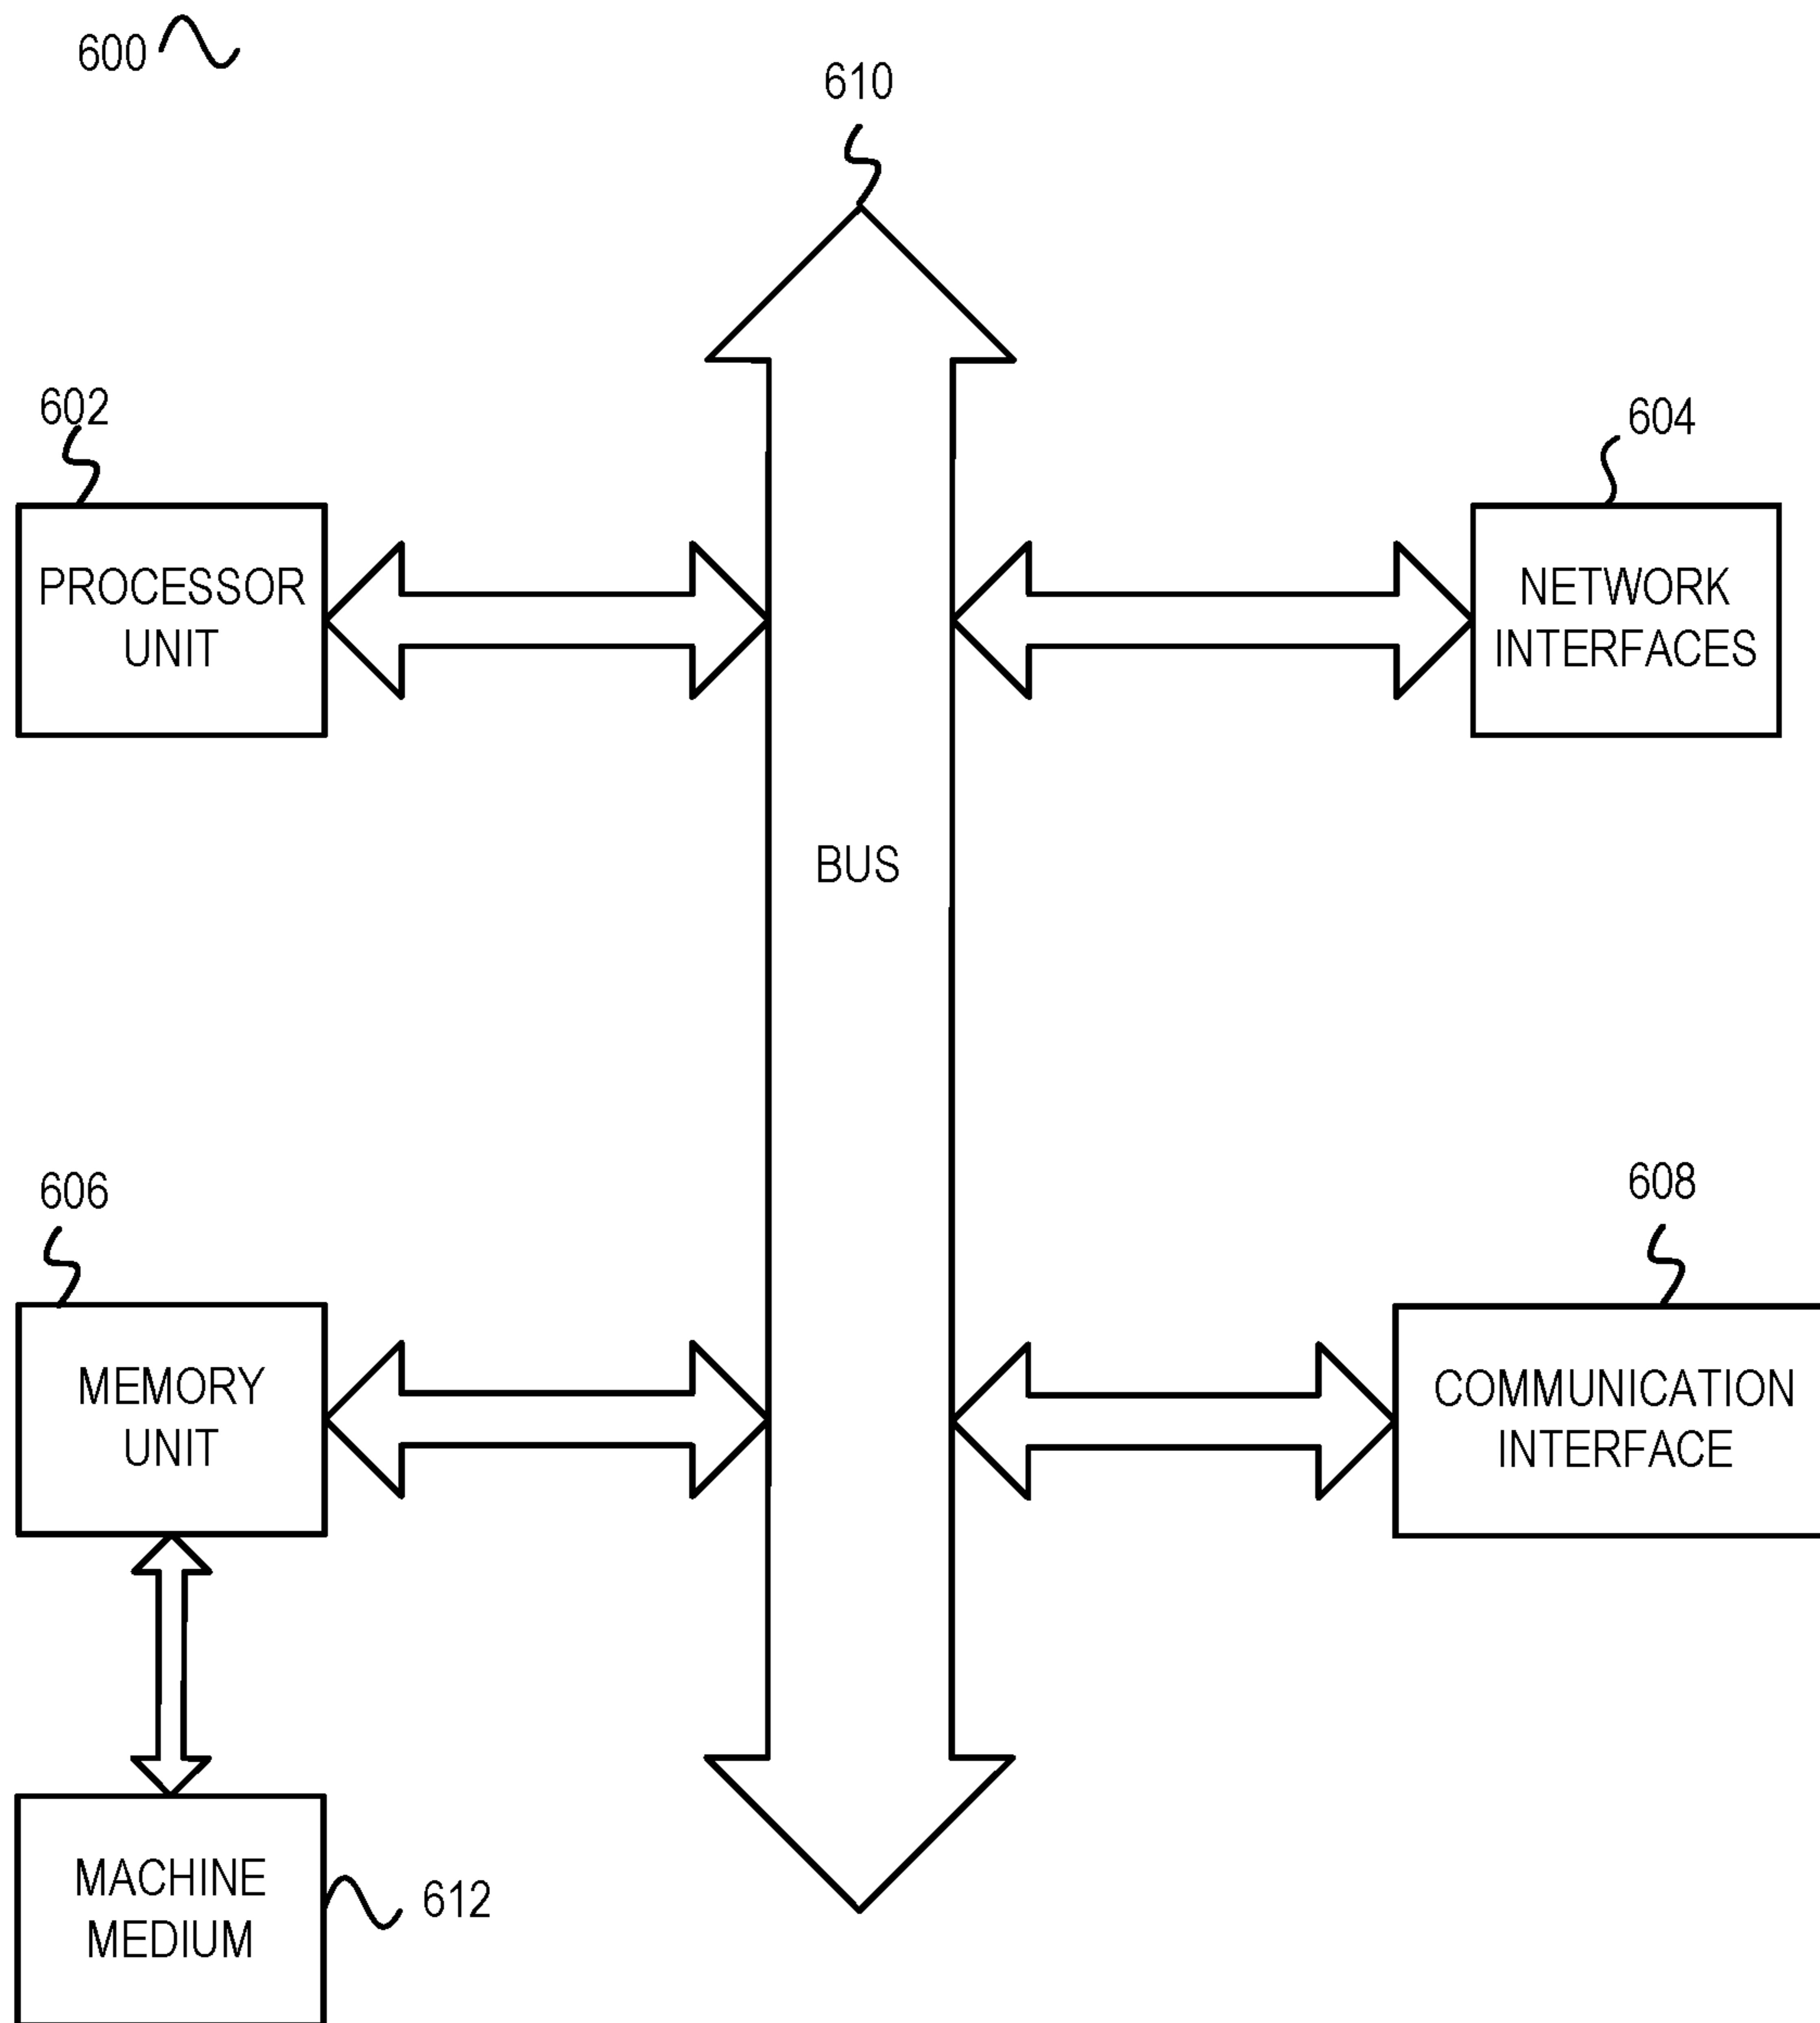 600
610
602
604
PROCESSOR
UNIT
NETWORK
INTERFACES
BUS
606
608
MEMORY
UNIT
COMMUNICATION
INTERFACE
MACHINE
MEDIUM
612